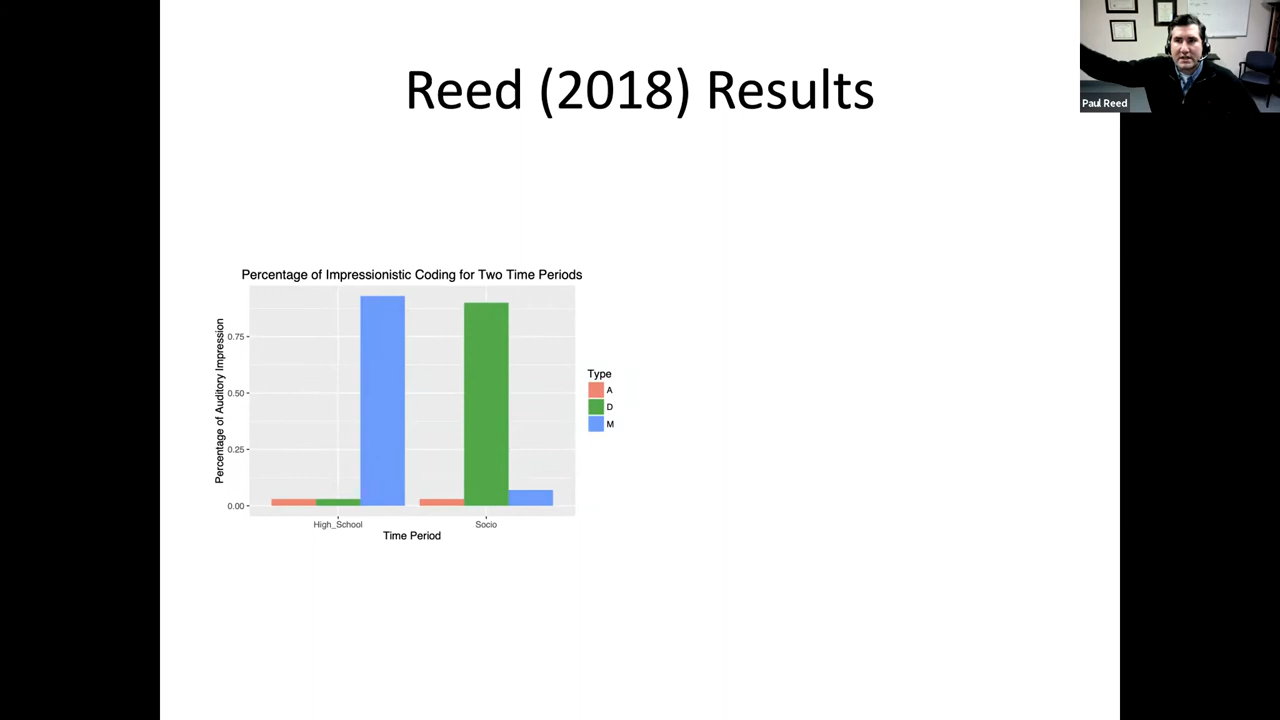 Reed (2018) Results
Paul Reed
Percentage of Impressionistic Coding for Two Time Periods
Percentage of Auditory Impression
0.75
0.50
0.25
0.00
High_School
Socio
Time Period
Type
A
D
M